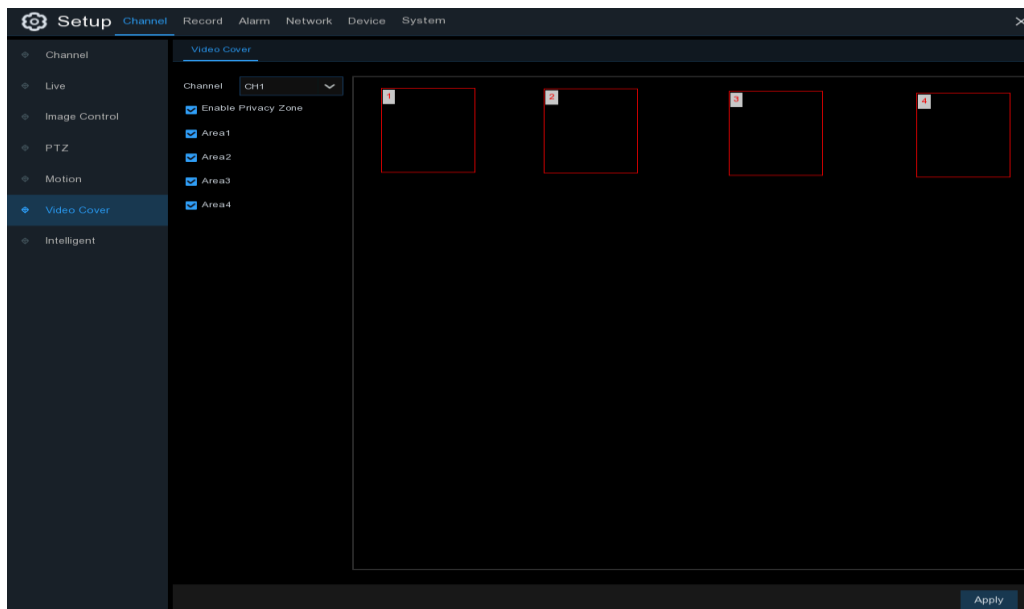 Setup Channel Record Alarm Network Device System
Channel
Live
Image Control
PTZ
Motion
Video Cover
Intelligent
Video Cover
Channel CH1
Enable Privacy Zone
Area1
Area2
Area3
Area4
1 2 3 4
Apply